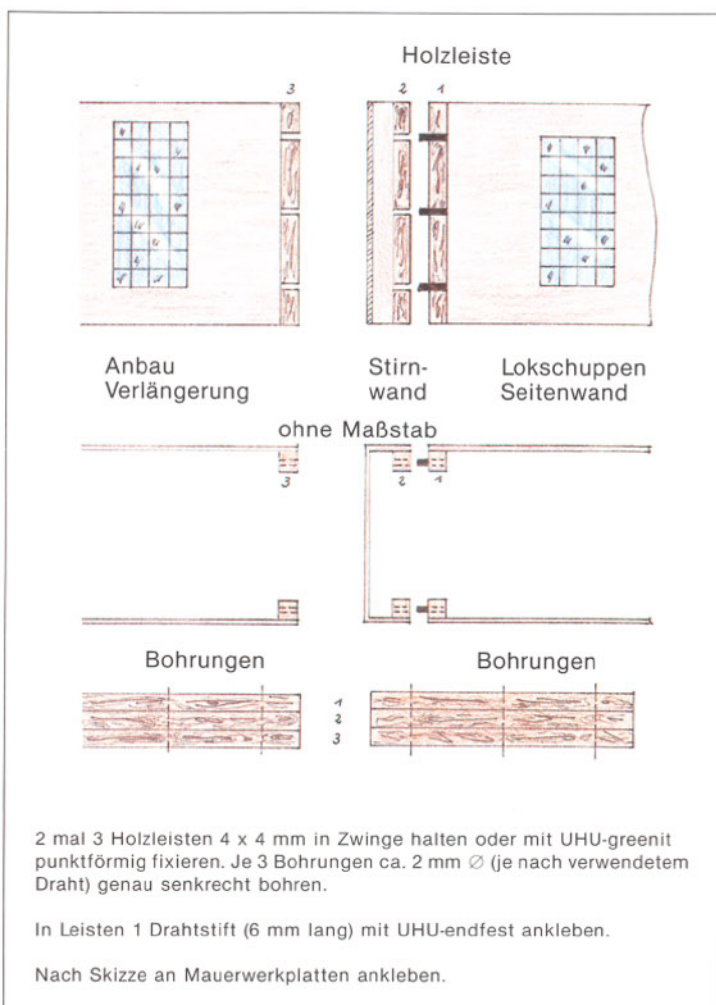 Holzleiste
3
2
1
Anbau
Verlängerung
Stirn-
wand
Lokschuppen
Seitenwand
ohne Maßstab
3
2
1
Bohrungen
Bohrungen
1
2
3
2 mal 3 Holzleisten 4 x 4 mm in Zwinge halten oder mit UHU-greenit
punktförmig fixieren. Je 3 Bohrungen ca. 2 mm ∅ (je nach verwendetem
Draht) genau senkrecht bohren.
In Leisten 1 Drahtstift (6 mm lang) mit UHU-endfest ankleben.
Nach Skizze an Mauerwerkplatten ankleben.